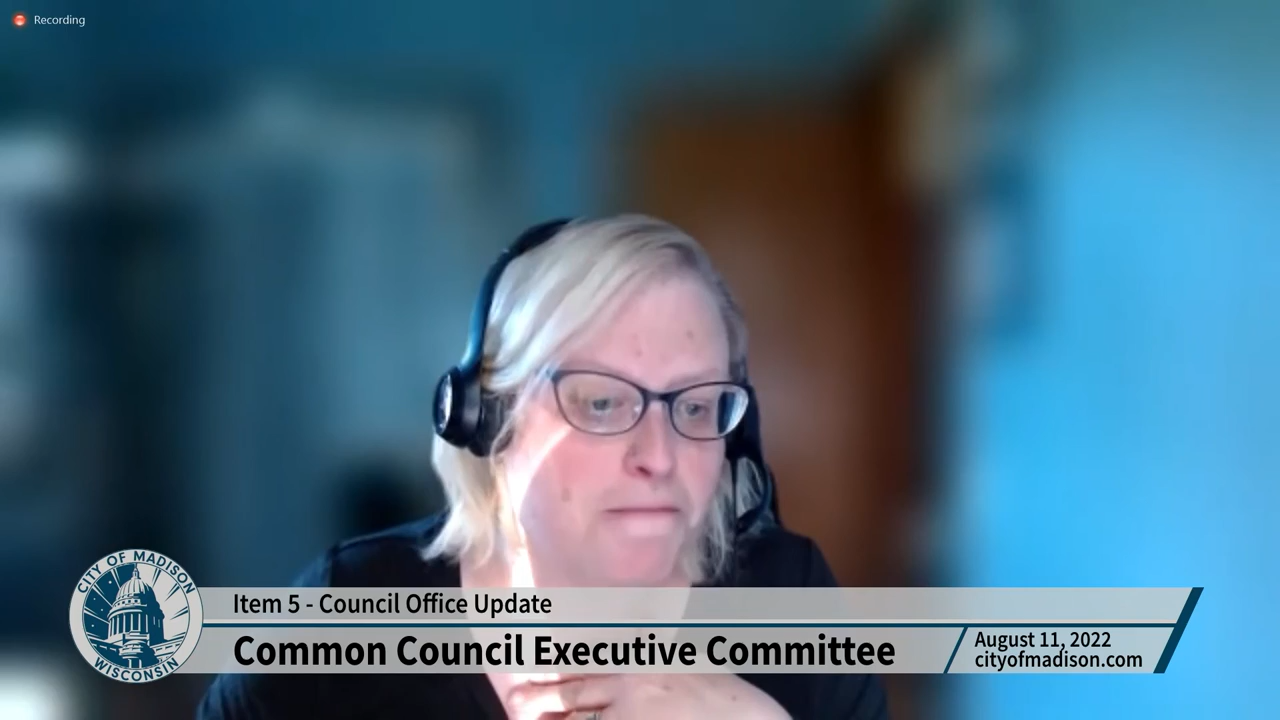 Recording
Item 5 - Council Office Update
Common Council Executive Committee
August 11, 2022
cityofmadison.com
CITY OF MADISON
WISCONSIN